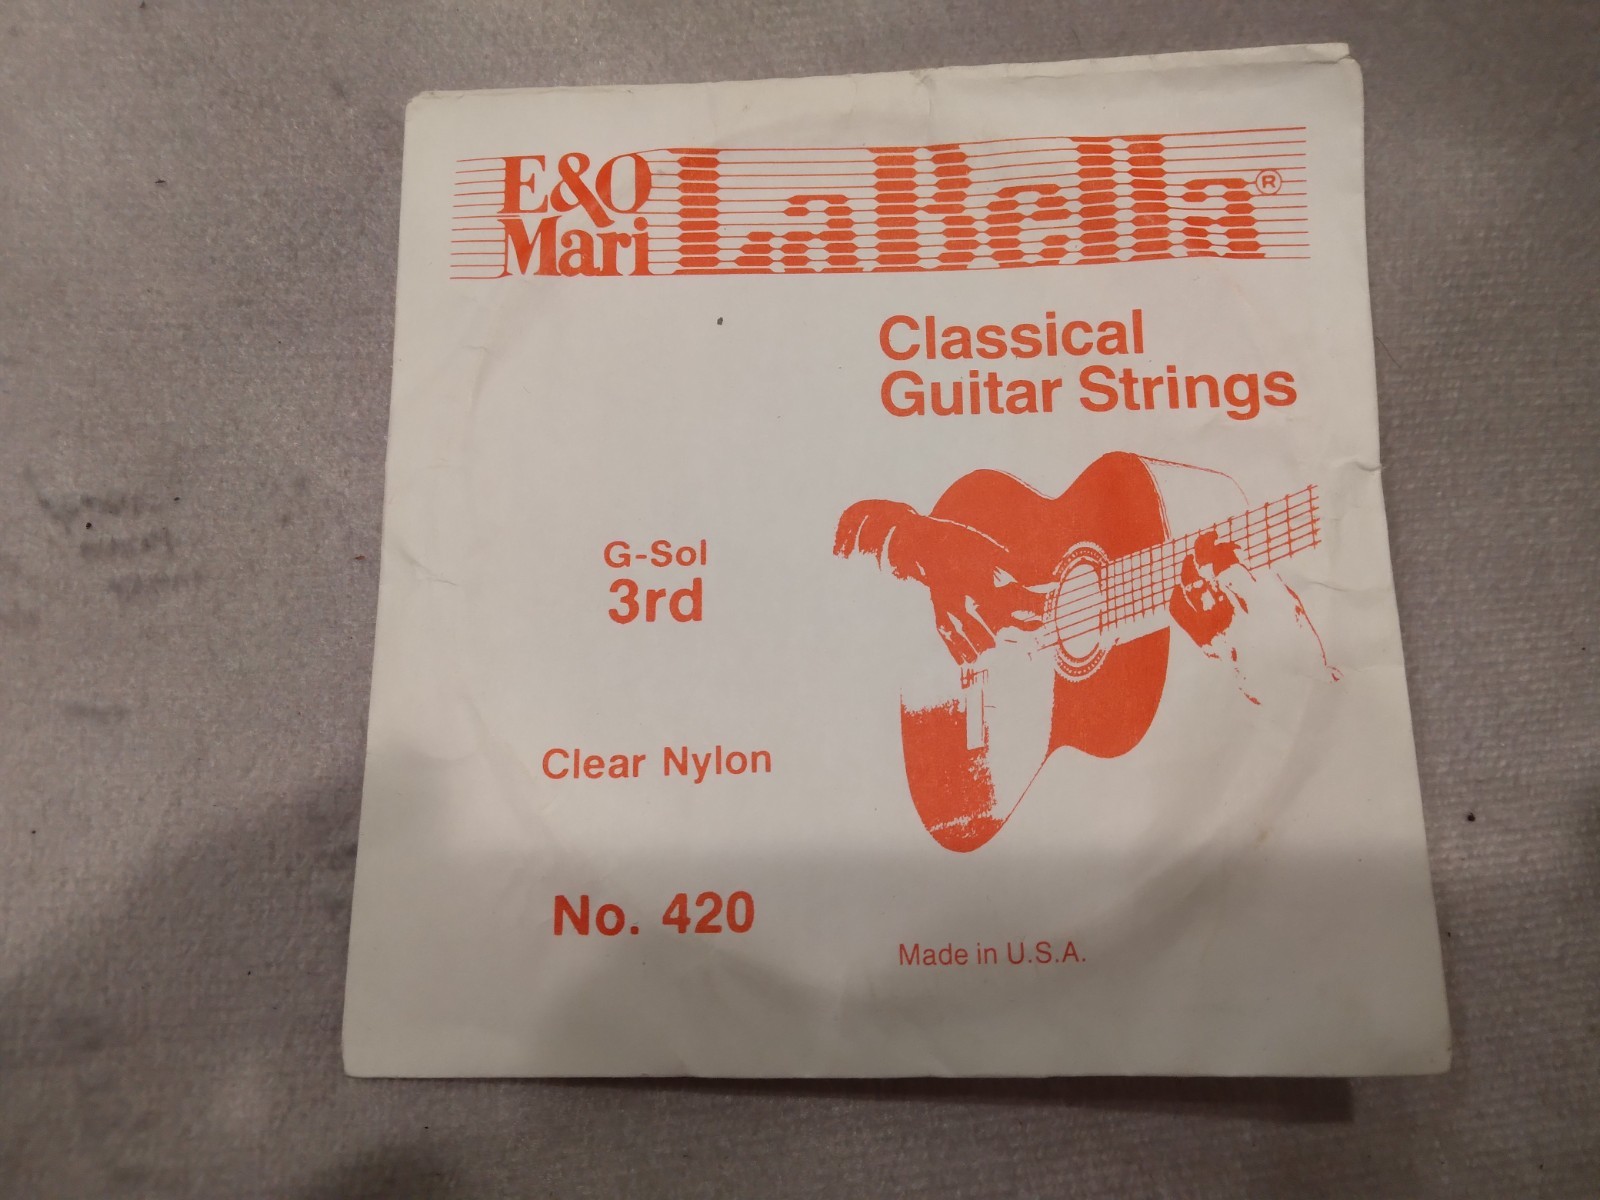 E&O
Mari LaBella®
Classical
Guitar Strings
G-Sol
3rd
Clear Nylon
No. 420
Made in U.S.A.